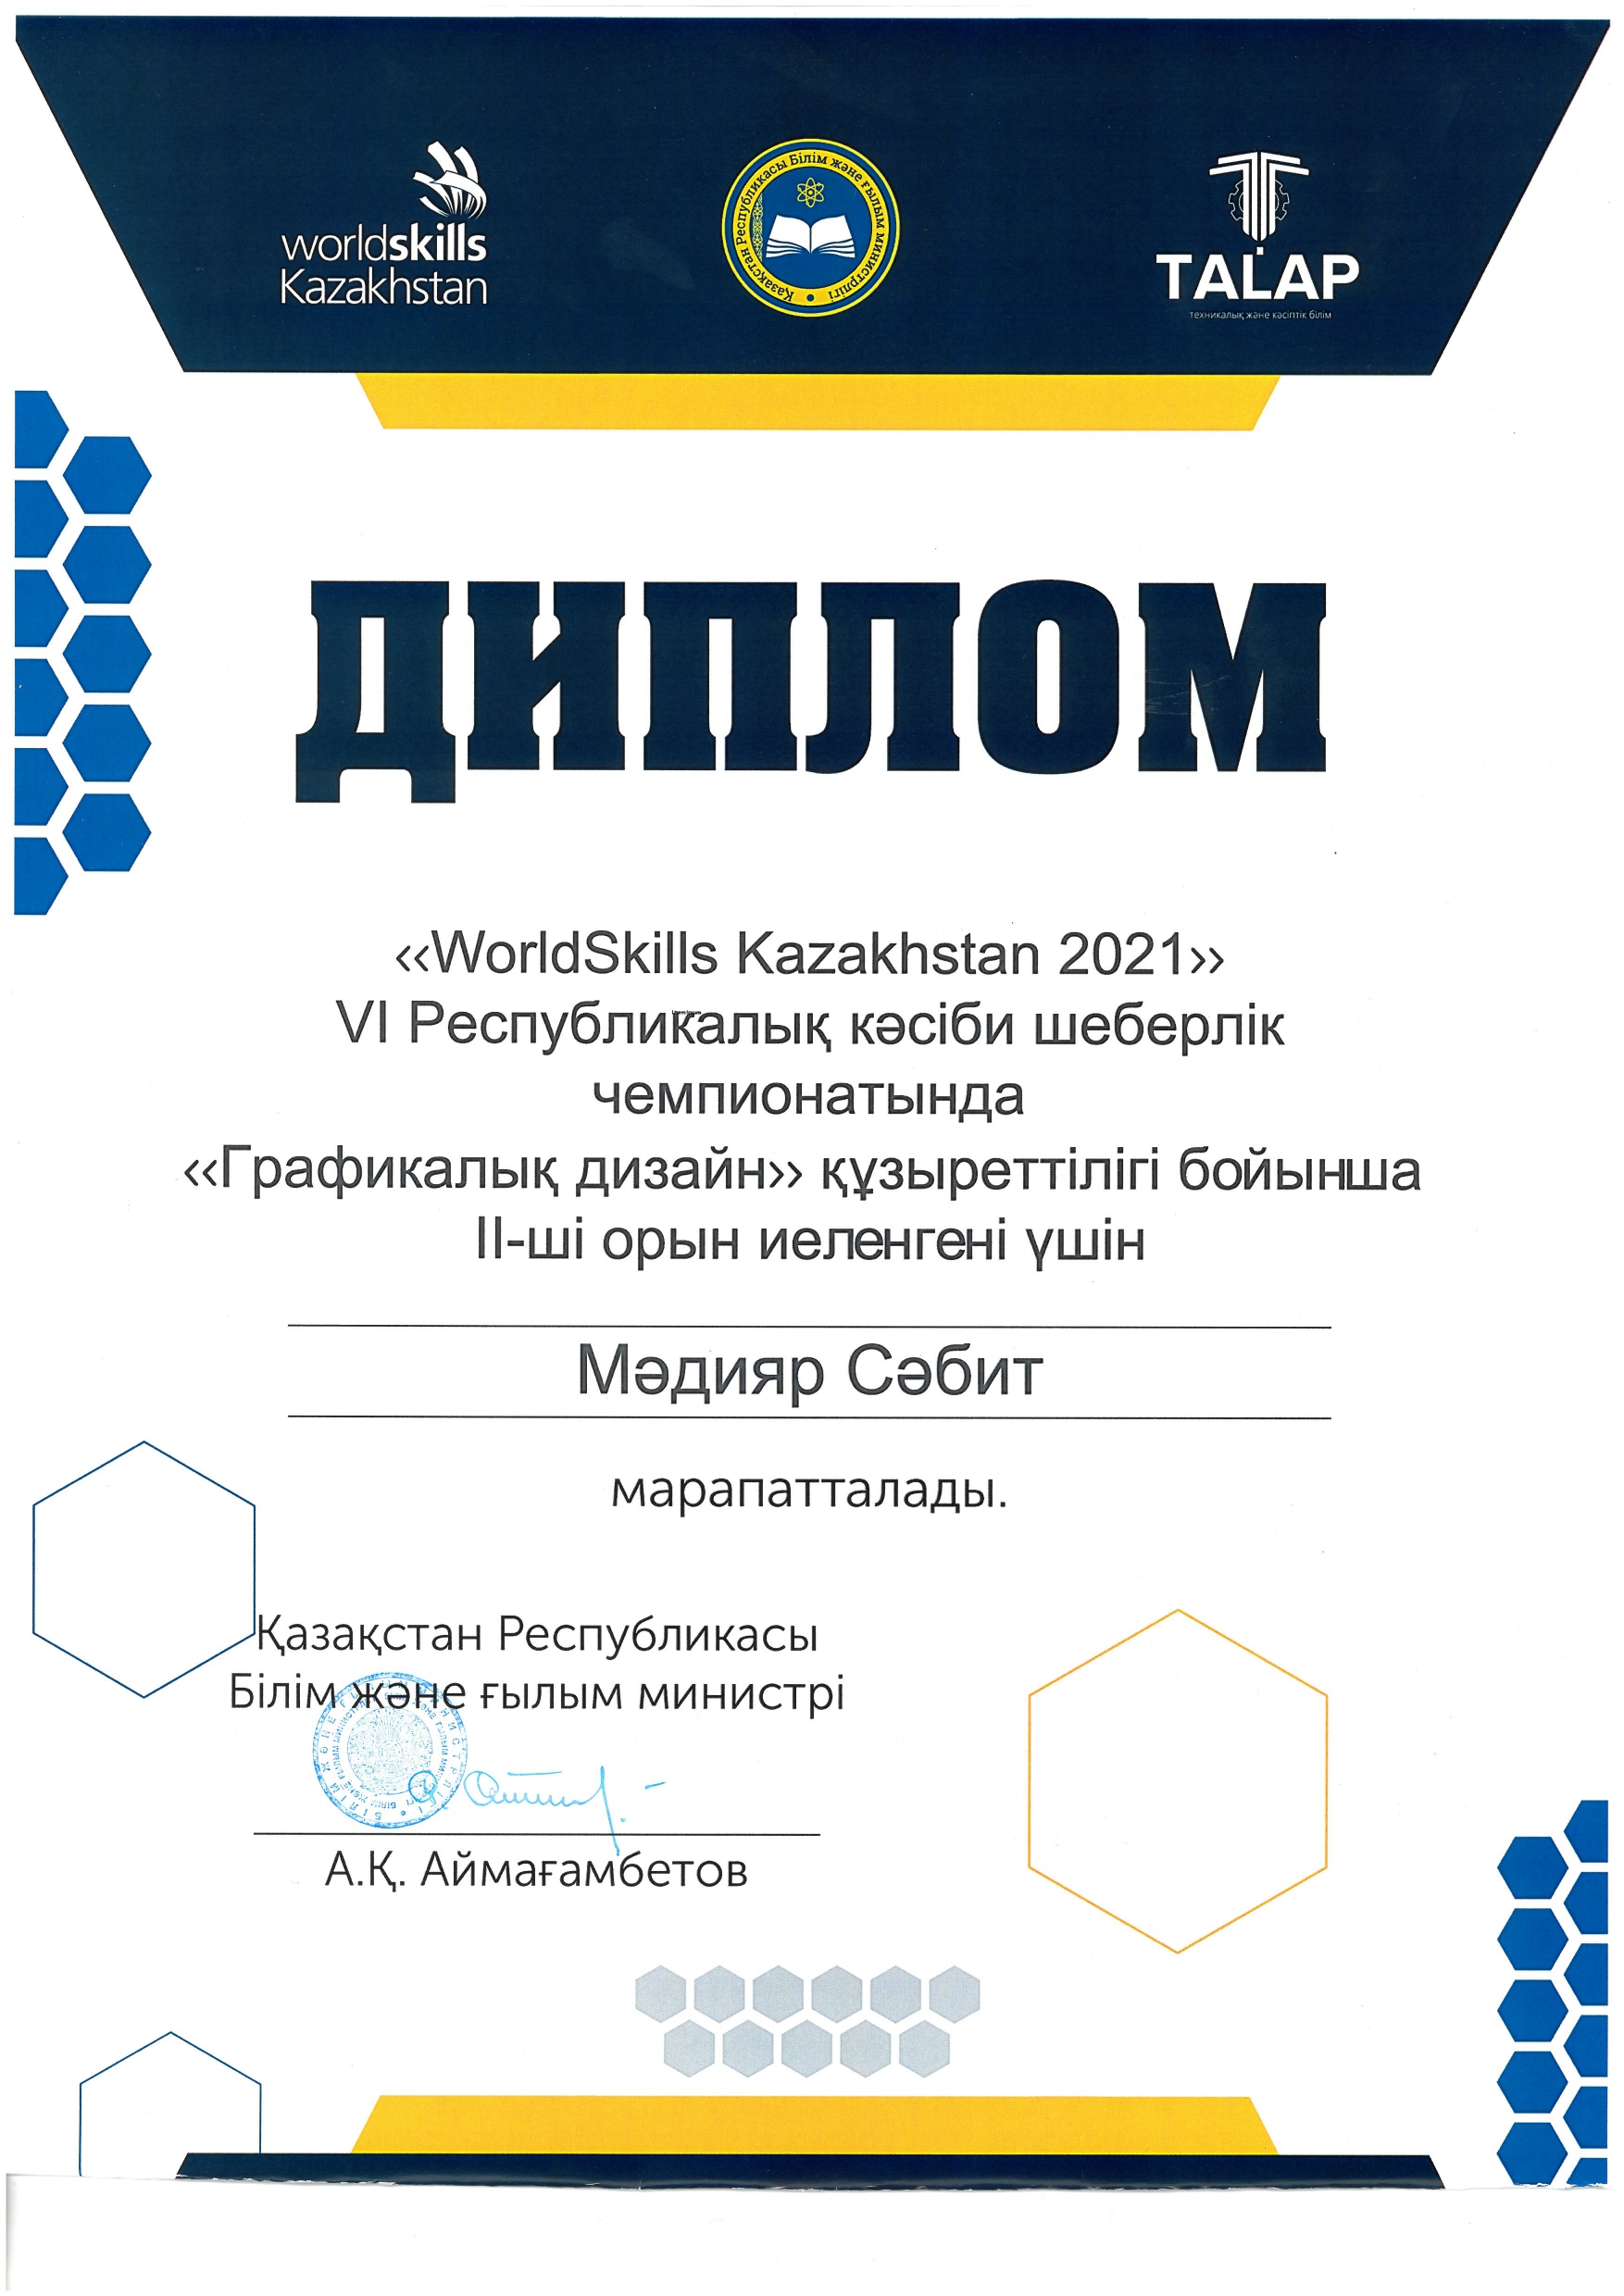 worldskills
Kazakhstan
Қазақстан Республикасы Білім және ғылым министрлігі
TALAP
техникалық және кәсіптік білім
ДИПЛОМ
‹‹WorldSkills Kazakhstan 2021››
VI Республикалық кәсіби шеберлік
чемпионатында
‹‹Графикалық дизайн›› құзыреттілігі бойынша
ІІ-ші орын иеленгені үшін
Мәдияр Сәбит
марапатталады.
Қазақстан Республикасы
Білім және ғылым министрі
А.Қ. Аймағамбетов